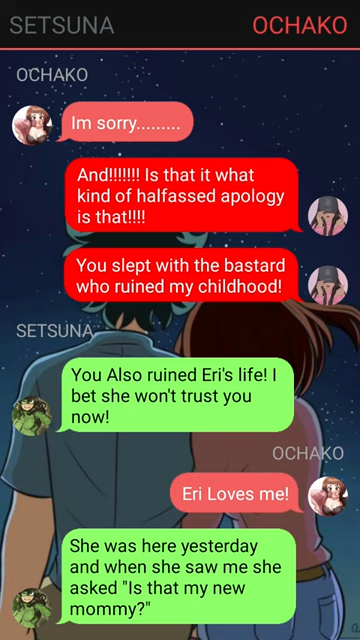 SETSUNA OCHAKO
OCHAKO
Im sorry.........
And!!!!!!! Is that it what
kind of halfassed apology
is that!!!!
You slept with the bastard
who ruined my childhood!
SETSUNA
You Also ruined Eri's life! I
bet she won't trust you
now!
OCHAKO
Eri Loves me!
She was here yesterday
and when she saw me she
asked "Is that my new
mommy?"